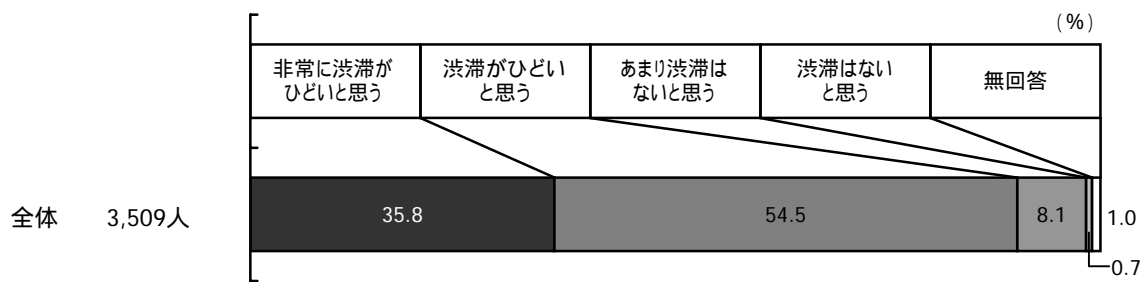 (%)
非常に渋滞が
ひどいと思う
渋滞がひどい
と思う
あまり渋滞は
ないと思う
渋滞はない
と思う
無回答
全体 3,509人
35.8
54.5
8.1
1.0
0.7